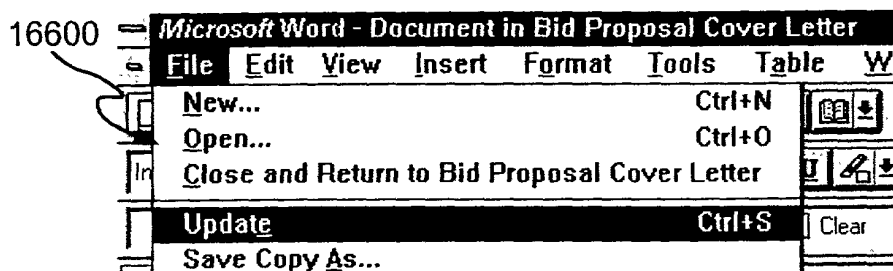 16600 Microsoft Word - Document in Bid Proposal Cover Letter
File Edit View Insert Format Tools Table W
New... Ctrl+N
Open... Ctrl+O
In Close and Return to Bid Proposal Cover Letter U
Update Ctrl+S Clear
Save Copy As...